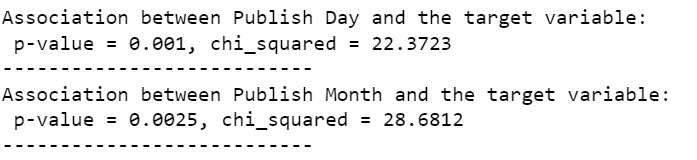 Association between Publish Day and the target variable:
 p-value = 0.001, chi_squared = 22.3723
---------------------------
Association between Publish Month and the target variable:
 p-value = 0.0025, chi_squared = 28.6812
---------------------------